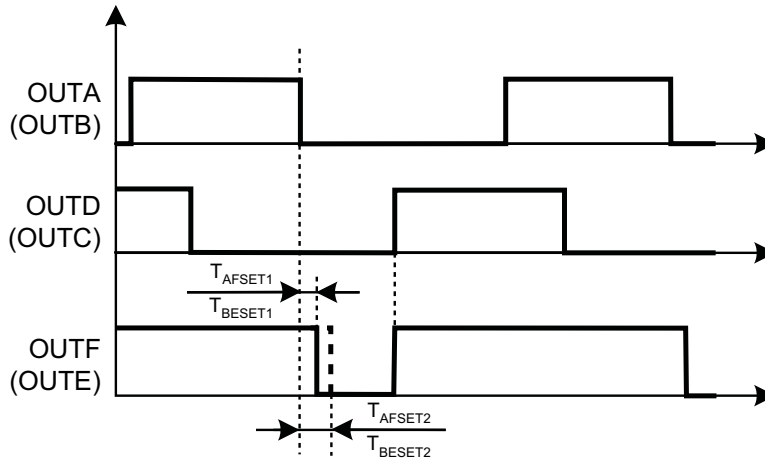 OUTA
(OUTB)
OUTD
(OUTC)
TAFSET1
TBESET1
OUTF
(OUTE)
TAFSET2
TBESET2